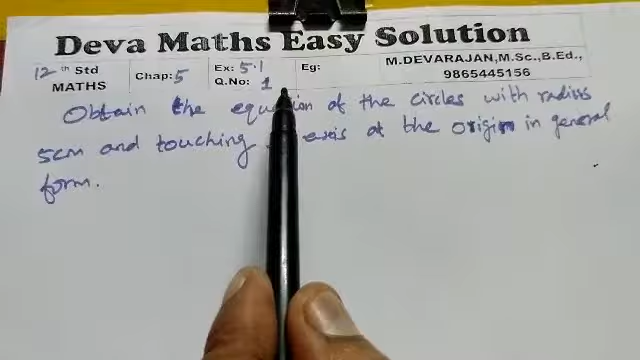 Deva Maths Easy Solution
12th Std MATHS
Chap: 5
Ex: 5.1
Q.No: 1
Eg:
M.DEVARAJAN,M.Sc.,B.Ed.,
9865445156
Obtain the of the circles with radius
5cm and touching axis at the origin in general
form.